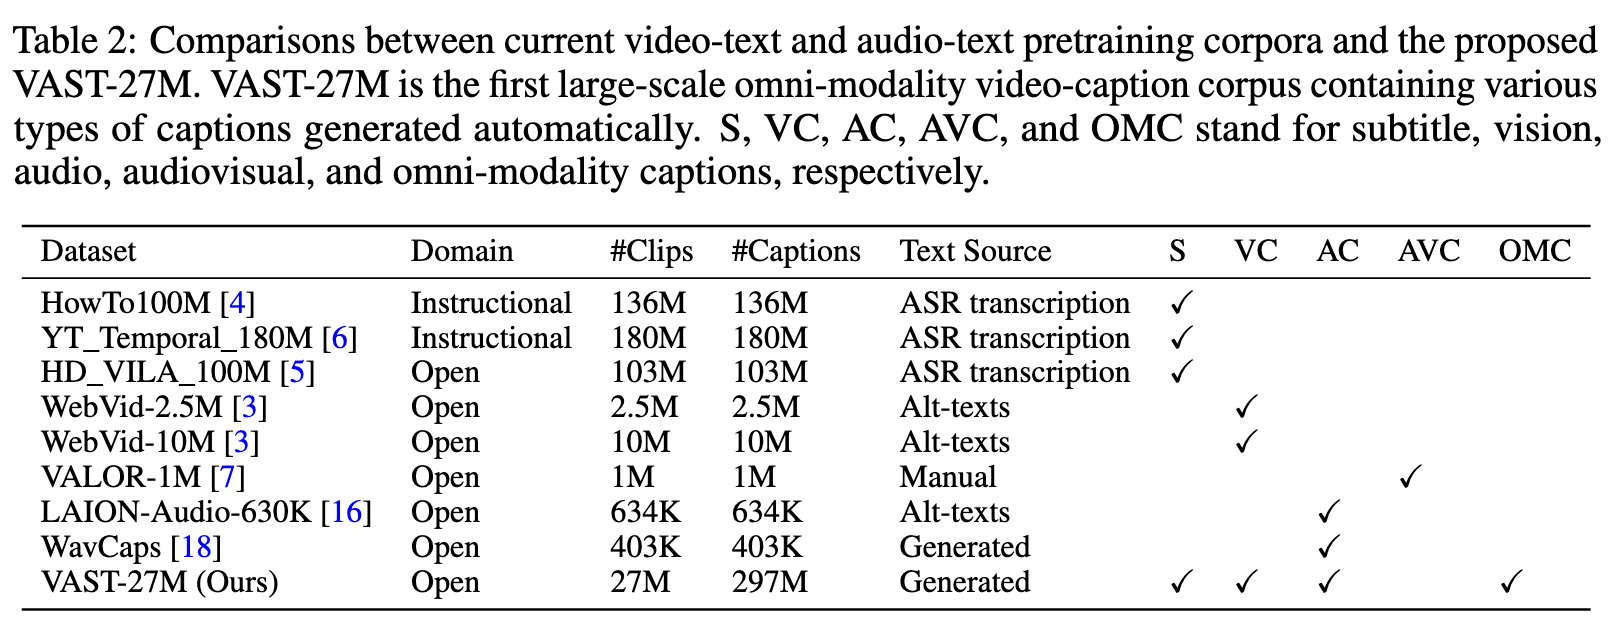 Table 2: Comparisons between current video-text and audio-text pretraining corpora and the proposed
VAST-27M. VAST-27M is the first large-scale omni-modality video-caption corpus containing various
types of captions generated automatically. S, VC, AC, AVC, and OMC stand for subtitle, vision,
audio, audiovisual, and omni-modality captions, respectively.
Dataset Domain #Clips #Captions Text Source S VC AC AVC OMC
HowTo100M [4] Instructional 136M 136M ASR transcription ✓
YT_Temporal_180M [6] Instructional 180M 180M ASR transcription ✓
HD_VILA_100M [5] Open 103M 103M ASR transcription ✓
WebVid-2.5M [3] Open 2.5M 2.5M Alt-texts ✓
WebVid-10M [3] Open 10M 10M Alt-texts ✓
VALOR-1M [7] Open 1M 1M Manual ✓
LAION-Audio-630K [16] Open 634K 634K Alt-texts ✓
WavCaps [18] Open 403K 403K Generated ✓
VAST-27M (Ours) Open 27M 297M Generated ✓ ✓ ✓ ✓